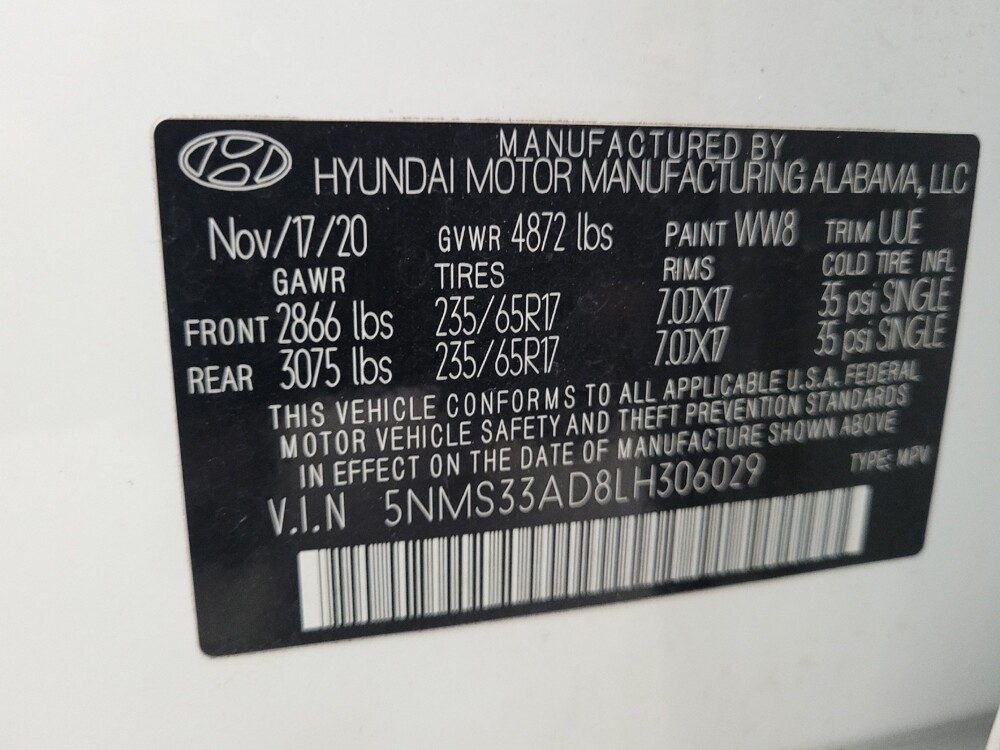 MANUFACTURED BY
HYUNDAI MOTOR MANUFACTURING ALABAMA, LLC
Nov/17/20 GVWR 4872 lbs PAINT WW8 TRIM UUE
GAWR TIRES RIMS COLD TIRE INFL
FRONT 2866 lbs 235/65R17 7.0JX17 35 psi SINGLE
REAR 3075 lbs 235/65R17 7.0JX17 35 psi SINGLE
THIS VEHICLE CONFORMS TO ALL APPLICABLE U.S.A. FEDERAL
MOTOR VEHICLE SAFETY AND THEFT PREVENTION STANDARDS
IN EFFECT ON THE DATE OF MANUFACTURE SHOWN ABOVE
V.I.N 5NMS33AD8LH306029 TYPE: MPV